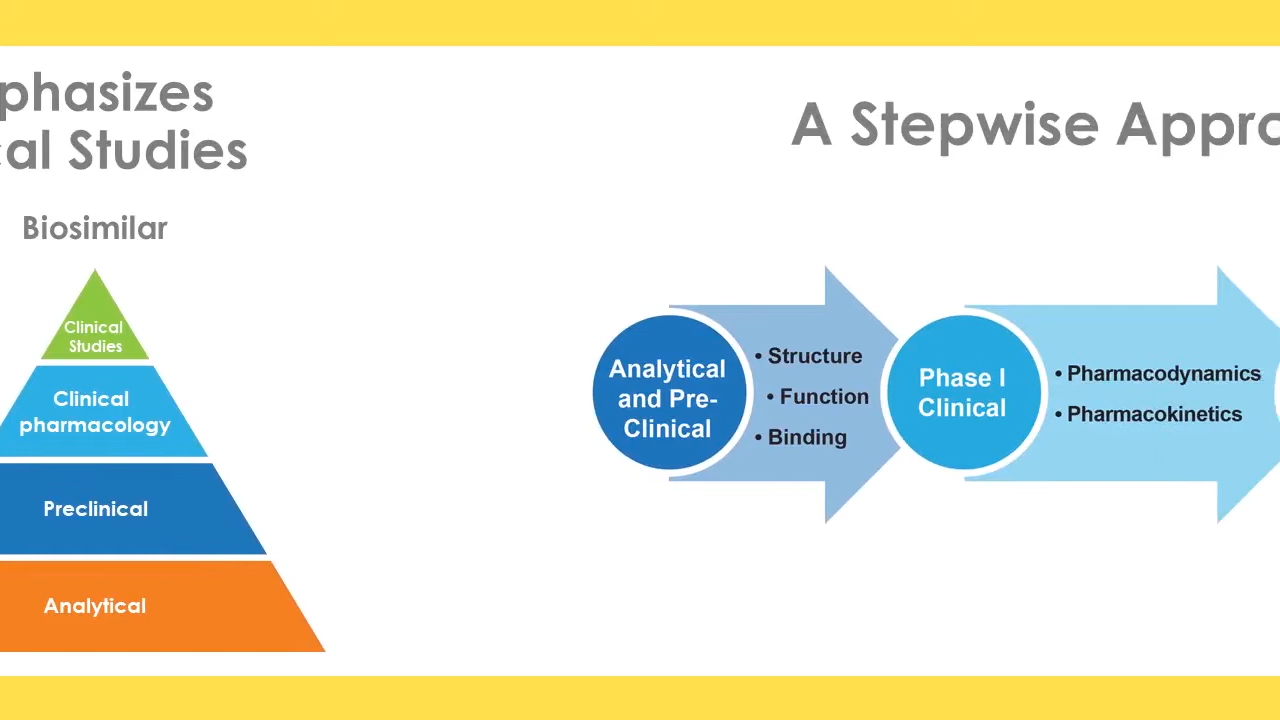 phasizes
cal Studies
Biosimilar
Clinical
Studies
Clinical
pharmacology
Preclinical
Analytical
A Stepwise Appro
Analytical
and Pre-
Clinical
• Structure
• Function
• Binding
Phase I
Clinical
• Pharmacodynamics
• Pharmacokinetics